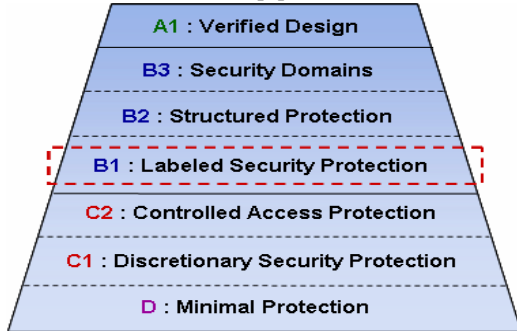 A1 : Verified Design
B3 : Security Domains
B2 : Structured Protection
B1 : Labeled Security Protection
C2 : Controlled Access Protection
C1 : Discretionary Security Protection
D : Minimal Protection